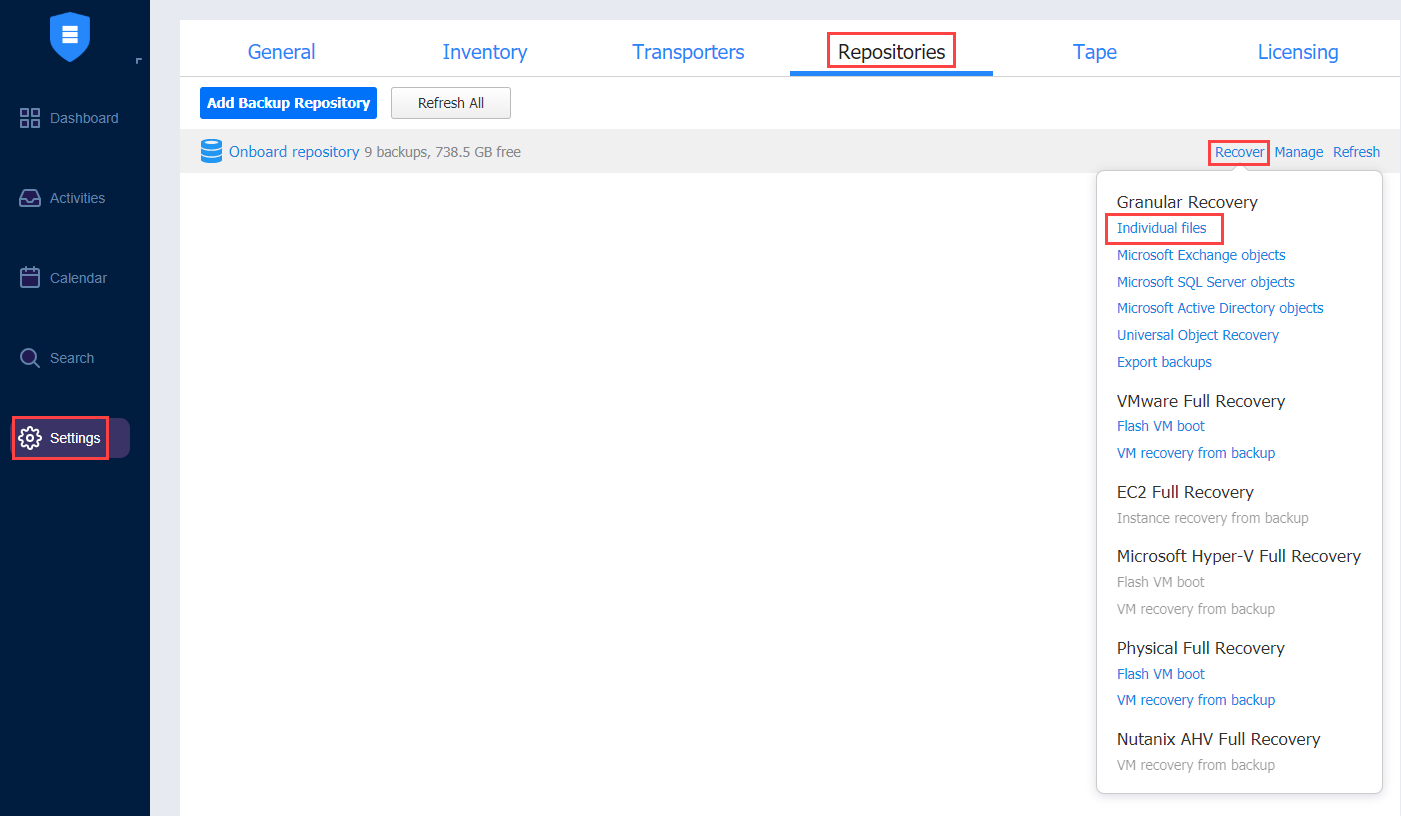 General Inventory Transporters Repositories Tape Licensing
Add Backup Repository Refresh All
Onboard repository 9 backups, 738.5 GB free Recover Manage Refresh
Dashboard
Activities
Calendar
Search
Settings
Granular Recovery
Individual files
Microsoft Exchange objects
Microsoft SQL Server objects
Microsoft Active Directory objects
Universal Object Recovery
Export backups
VMware Full Recovery
Flash VM boot
VM recovery from backup
EC2 Full Recovery
Instance recovery from backup
Microsoft Hyper-V Full Recovery
Flash VM boot
VM recovery from backup
Physical Full Recovery
Flash VM boot
VM recovery from backup
Nutanix AHV Full Recovery
VM recovery from backup